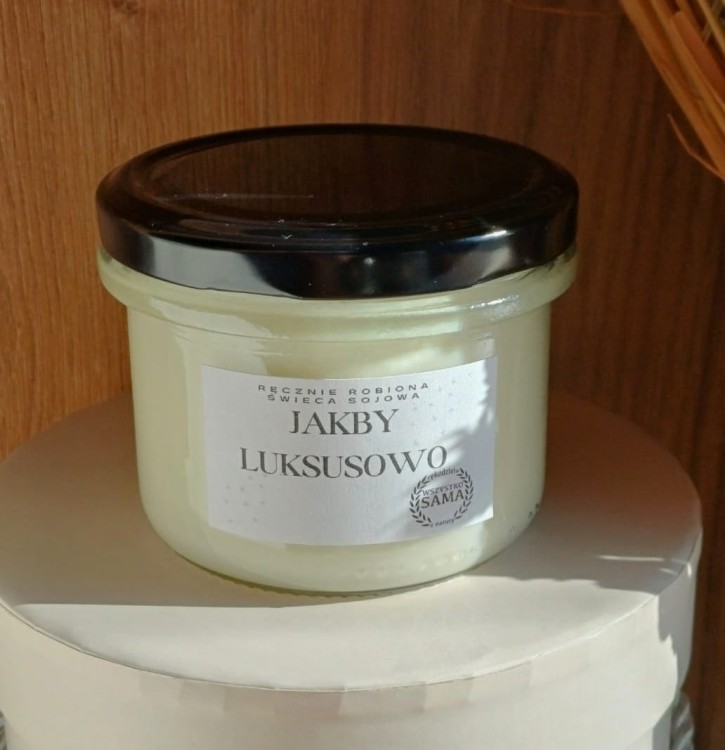 RĘCZNIE ROBIONA
ŚWIECA SOJOWA
JAKBY
LUKSUSOWO
WSZYSTKO
SAMA